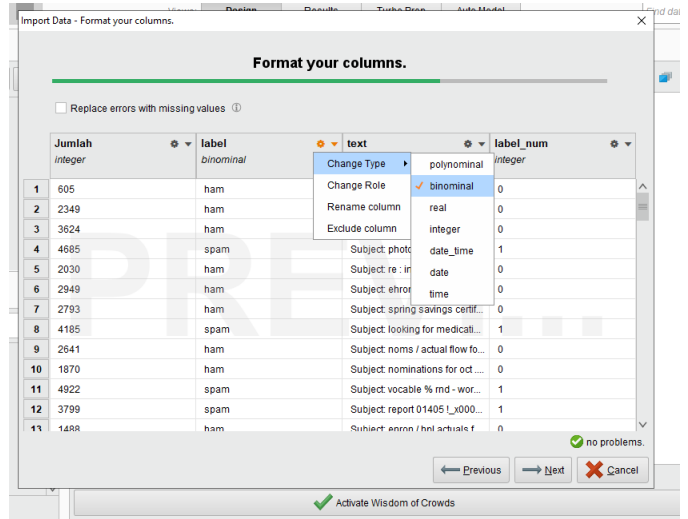 Views: Design Results Turbo Prep Auto Model Find dat
Import Data - Format your columns.
Format your columns.
Replace errors with missing values
Jumlah label text label_num
integer binominal integer
Change Type polynominal
Change Role binominal
Rename column real
Exclude column integer
date_time
date
time
1 605 ham 0
2 2349 ham 0
3 3624 ham 0
4 4685 spam Subject: photo 1
5 2030 ham Subject: re : in 0
6 2949 ham Subject: ehron 0
7 2793 ham Subject: spring savings certif... 0
8 4185 spam Subject: looking for medicati... 1
9 2641 ham Subject: noms / actual flow fo... 0
10 1870 ham Subject: nominations for oct .... 0
11 4922 spam Subject: vocable % rnd - wor... 1
12 3799 spam Subject: report 01405 !_x000... 1
13 1488 ham Subject: enron / hpl actuals f... 0
PREVI...
no problems.
Previous Next Cancel
Activate Wisdom of Crowds